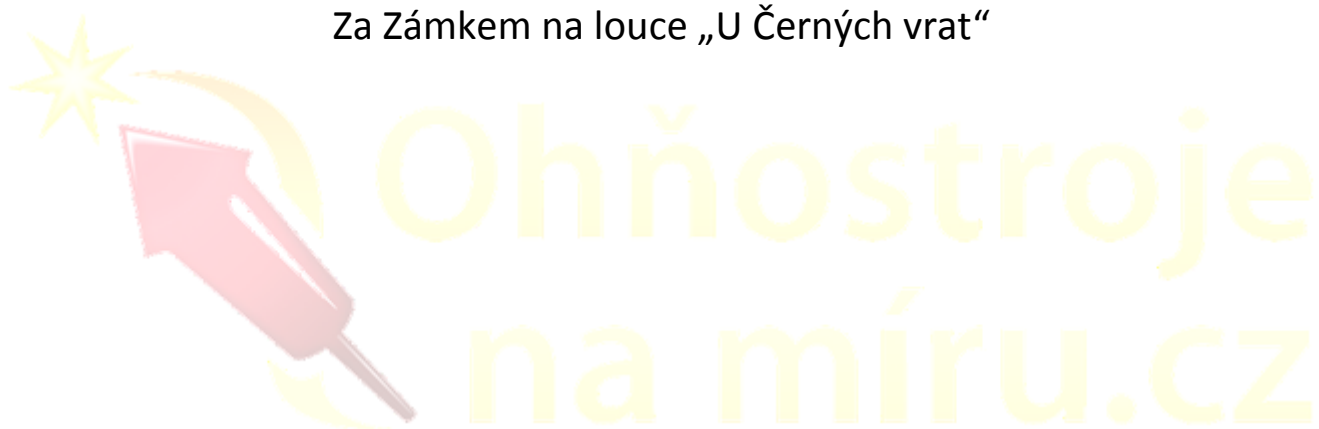 Za Zámkem na louce „U Černých vrat“
Ohňostroje
na míru.cz